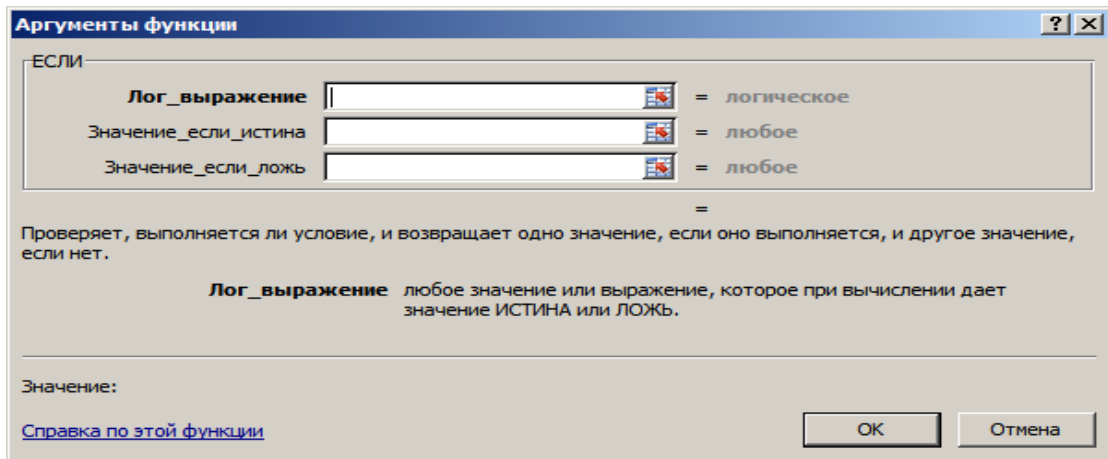 Аргументы функции
ЕСЛИ
Лог_выражение = логическое
Значение_если_истина = любое
Значение_если_ложь = любое
=
Проверяет, выполняется ли условие, и возвращает одно значение, если оно выполняется, и другое значение,
если нет.
Лог_выражение любое значение или выражение, которое при вычислении дает
значение ИСТИНА или ЛОЖЬ.
Значение:
Справка по этой функции
OK Отмена